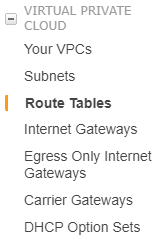 VIRTUAL PRIVATE
CLOUD
Your VPCs
Subnets
Route Tables
Internet Gateways
Egress Only Internet
Gateways
Carrier Gateways
DHCP Option Sets